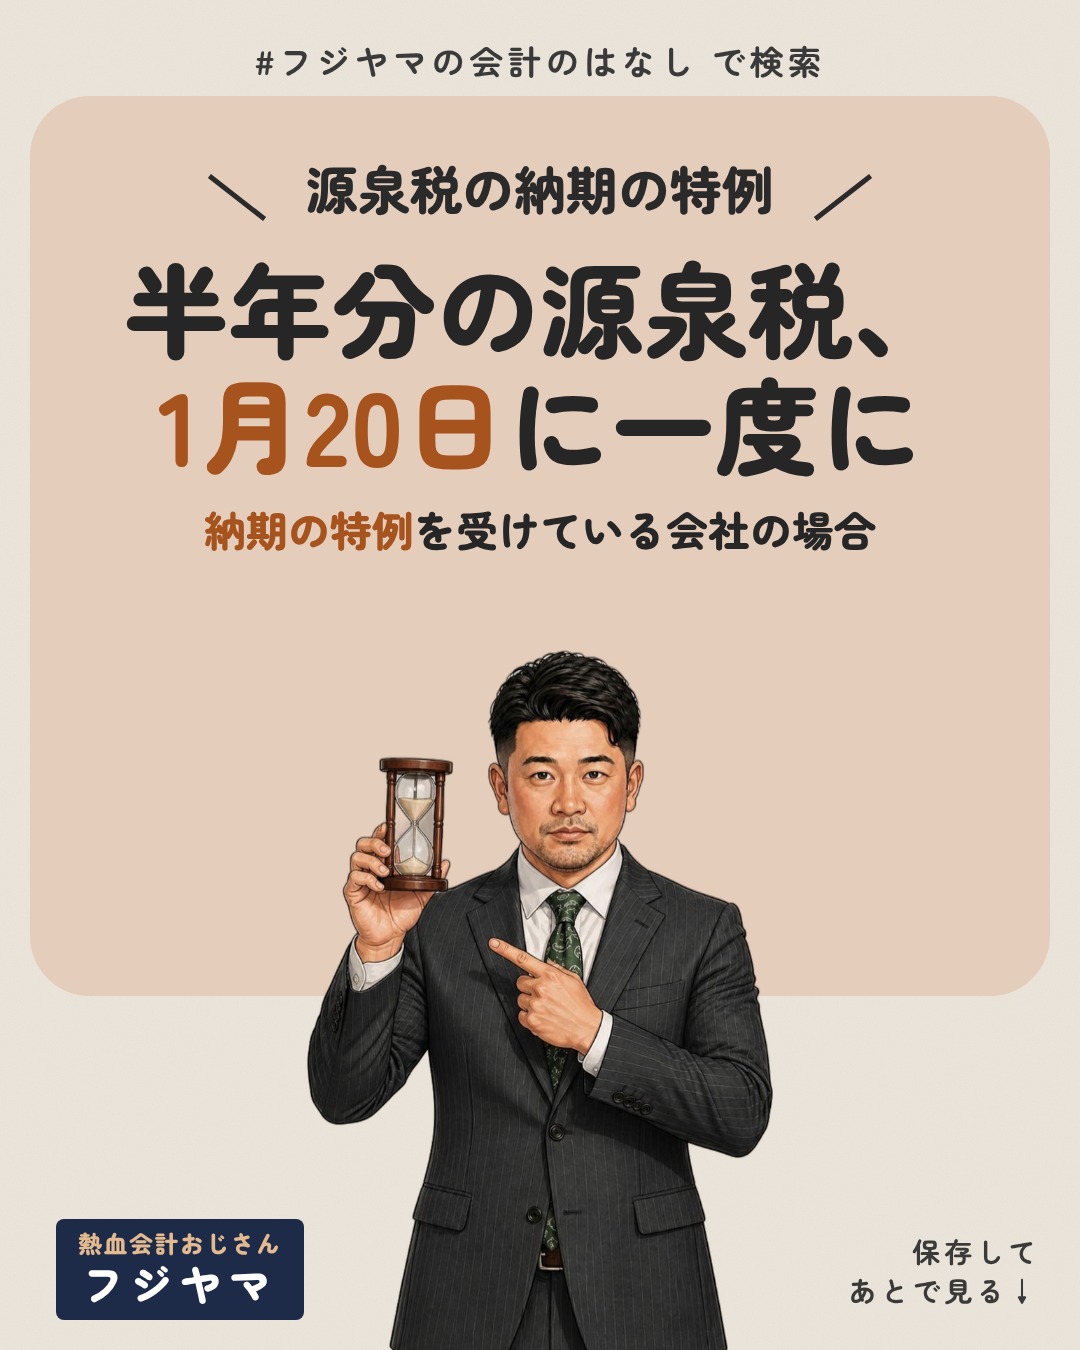 #フジヤマの会計のはなし で検索
源泉税の納期の特例
半年分の源泉税、
1月20日に一度に
納期の特例を受けている会社の場合
熱血会計おじさん
フジヤマ
保存して
あとで見る↓